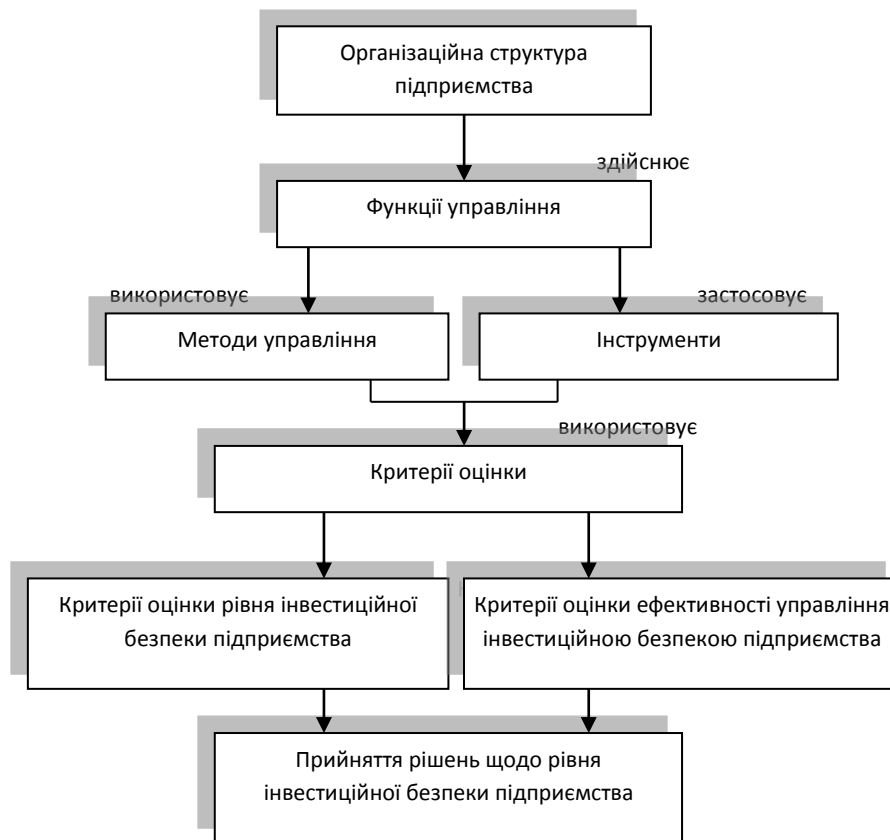 Організаційна структура
підприємства
здійснює
Функції управління
використовує
застосовує
Методи управління
Інструменти
використовує
Критерії оцінки
Критерії оцінки рівня інвестиційної
безпеки підприємства
Критерії оцінки ефективності управління
інвестиційною безпекою підприємства
Прийняття рішень щодо рівня
інвестиційної безпеки підприємства